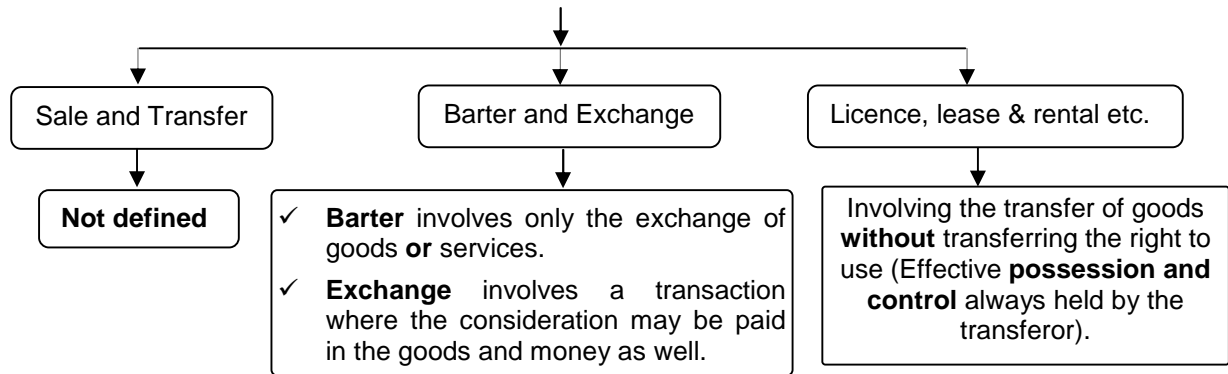 Sale and Transfer
Barter and Exchange
Licence, lease & rental etc.
Not defined
✓ Barter involves only the exchange of
goods or services.
✓ Exchange involves a transaction
where the consideration may be paid
in the goods and money as well.
Involving the transfer of goods
without transferring the right to
use (Effective possession and
control always held by the
transferor).